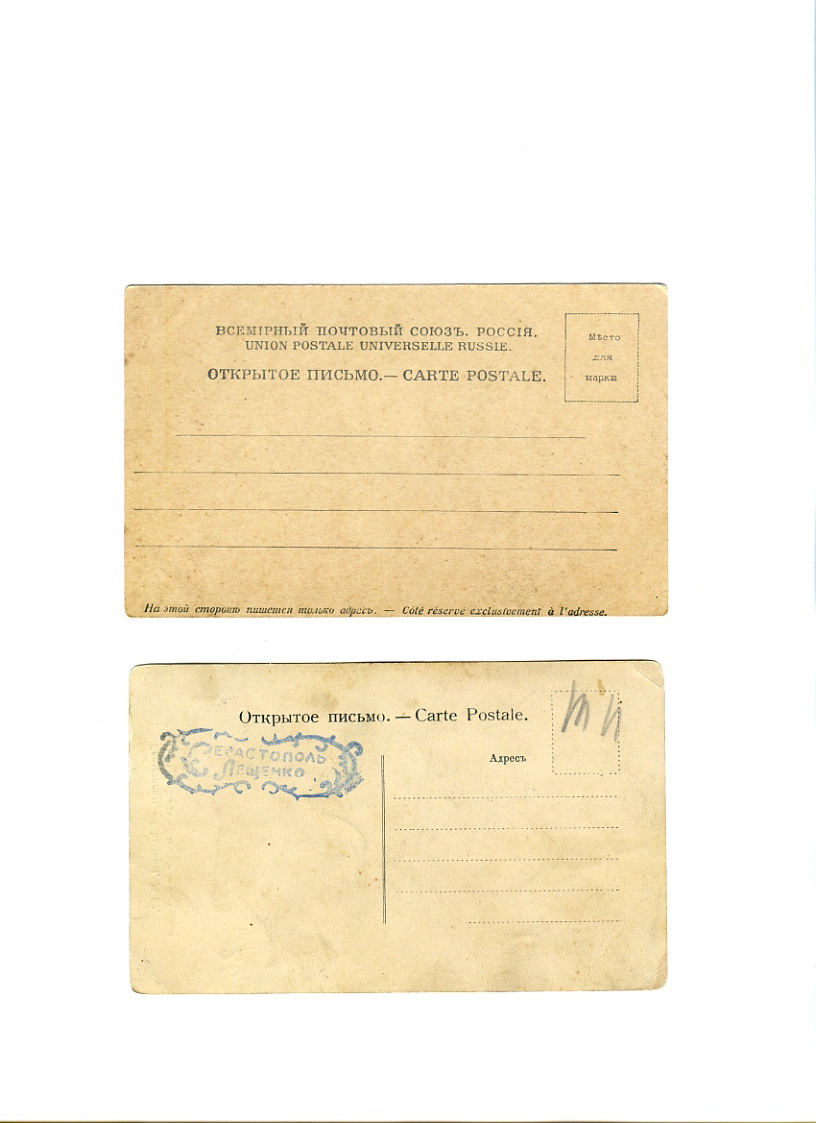 ВСЕМІРНЫЙ ПОЧТОВЫЙ СОЮЗЪ. РОССІЯ.
UNION POSTALE UNIVERSELLE RUSSIE.
ОТКРЫТОЕ ПИСЬМО.— CARTE POSTALE.
Мѣсто
для
марки
На этой сторонѣ пишется только адресъ. — Côté réservé exclusivement à l'adresse.
Открытое письмо. — Carte Postale.
СЕВАСТОПОЛЬ
ЛЕЩЕНКО
Адресъ